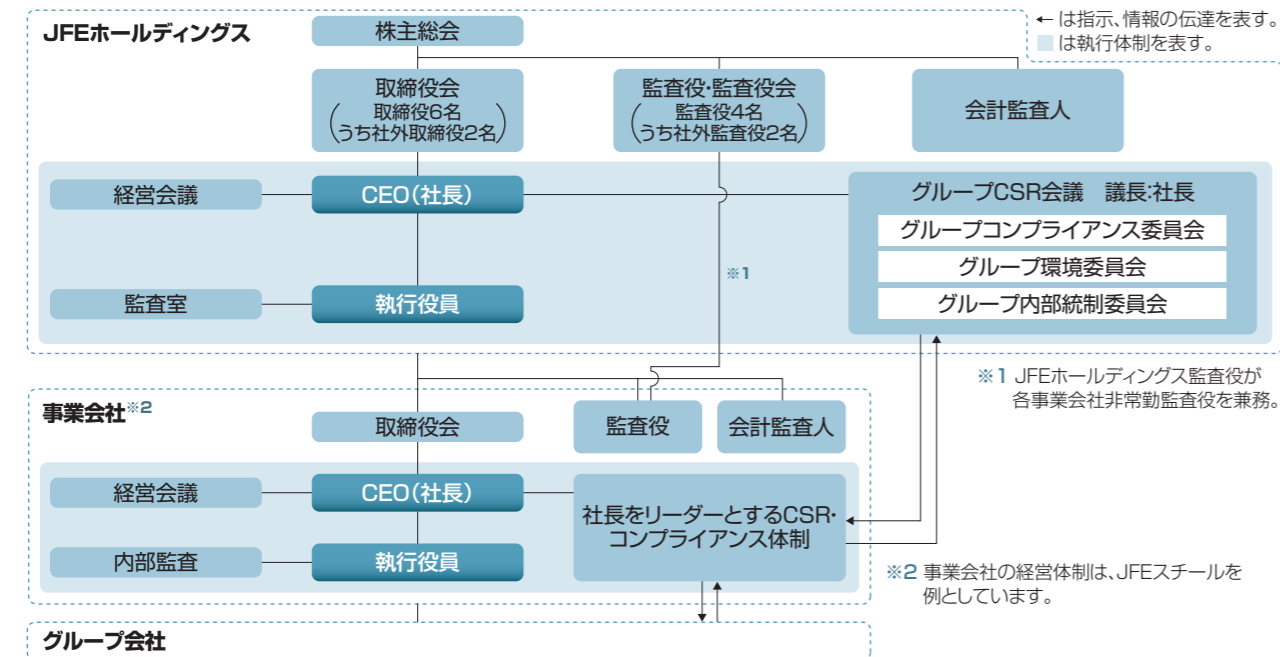 JFEホールディングス
株主総会
← は指示、情報の伝達を表す。
は執行体制を表す。
取締役会
取締役6名
うち社外取締役2名
監査役・監査役会
監査役4名
うち社外監査役2名
会計監査人
経営会議
CEO(社長)
グループCSR会議 議長:社長
グループコンプライアンス委員会
グループ環境委員会
グループ内部統制委員会
※1
監査室
執行役員
※1 JFEホールディングス監査役が
各事業会社非常勤監査役を兼務。
事業会社※2
取締役会
監査役
会計監査人
経営会議
CEO(社長)
社長をリーダーとするCSR・
コンプライアンス体制
内部監査
執行役員
※2 事業会社の経営体制は、JFEスチールを
例としています。
グループ会社